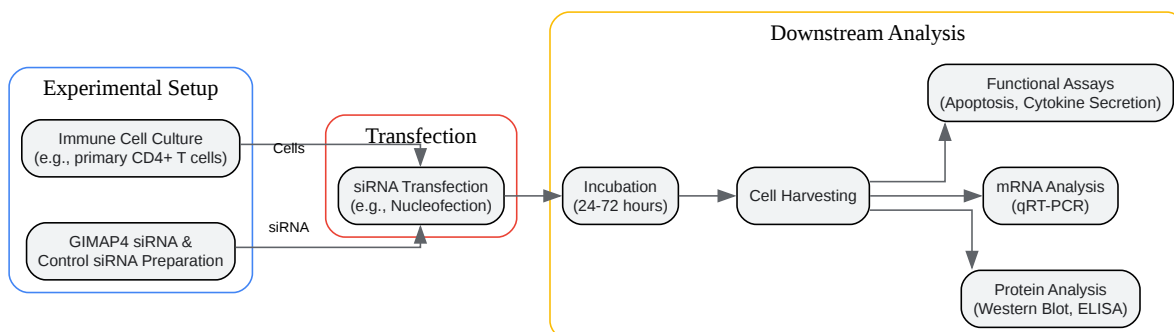 Experimental Setup
Immune Cell Culture
(e.g., primary CD4+ T cells)
GIMAP4 siRNA &
Control siRNA Preparation
Cells
siRNA
Transfection
siRNA Transfection
(e.g., Nucleofection)
Downstream Analysis
Incubation
(24-72 hours)
Cell Harvesting
Functional Assays
(Apoptosis, Cytokine Secretion)
mRNA Analysis
(qRT-PCR)
Protein Analysis
(Western Blot, ELISA)